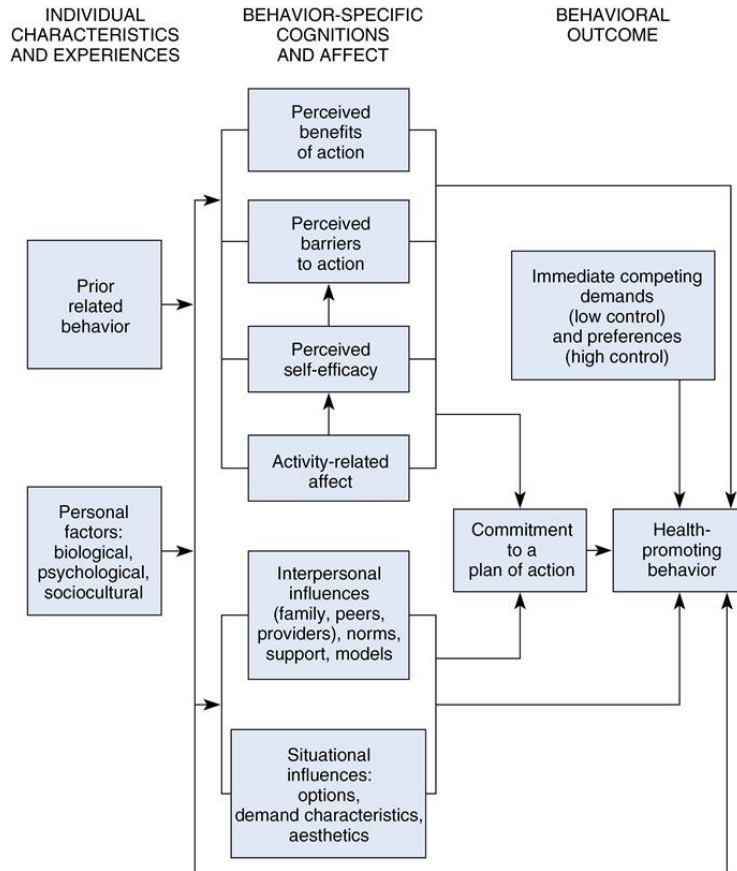 INDIVIDUAL
CHARACTERISTICS
AND EXPERIENCES
BEHAVIOR-SPECIFIC
COGNITIONS
AND AFFECT
BEHAVIORAL
OUTCOME
Perceived
benefits
of action
Perceived
barriers
to action
Prior
related
behavior
Immediate competing
demands
(low control)
and preferences
(high control)
Perceived
self-efficacy
Activity-related
affect
Personal
factors:
biological,
psychological,
sociocultural
Commitment
to a
plan of action
Health-
promoting
behavior
Interpersonal
influences
(family, peers,
providers), norms,
support, models
Situational
influences:
options,
demand characteristics,
aesthetics